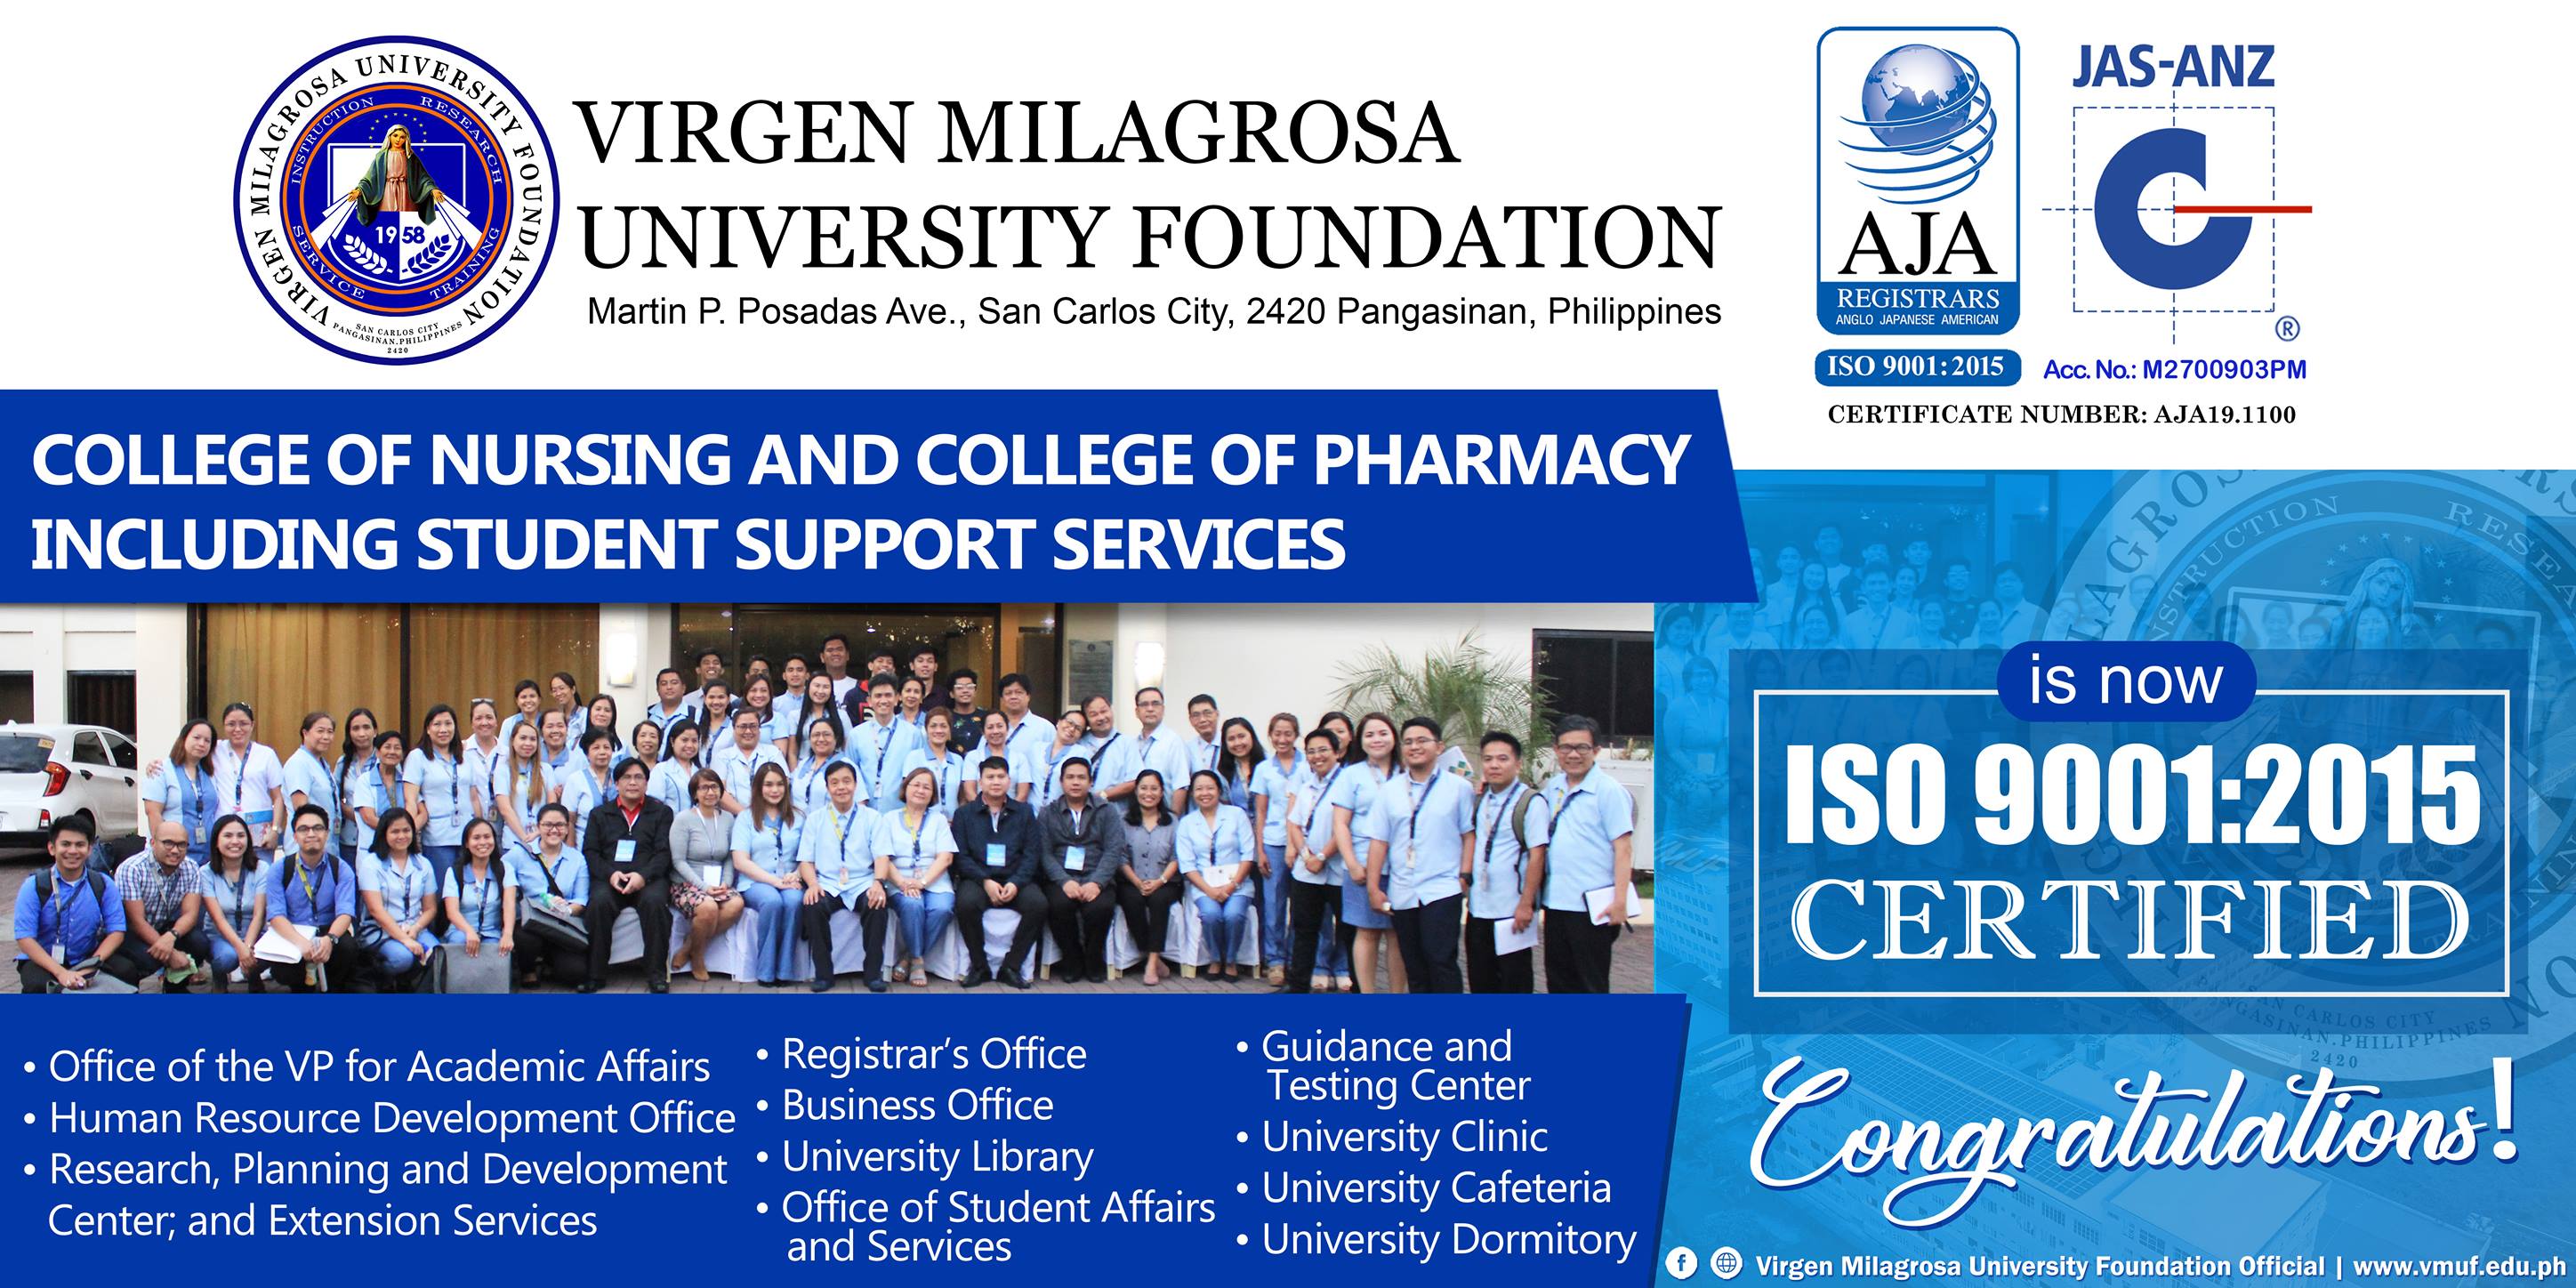 VIRGEN MILAGROSA UNIVERSITY FOUNDATION
INSTRUCTION
RESEARCH
SERVICE
TRAINING
1958
SAN CARLOS CITY
PANGASINAN.PHILIPPINES
2420
VIRGEN MILAGROSA
UNIVERSITY FOUNDATION
Martin P. Posadas Ave., San Carlos City, 2420 Pangasinan, Philippines
AJA
REGISTRARS
ANGLO JAPANESE AMERICAN
ISO 9001:2015
JAS-ANZ
®
Acc. No.: M2700903PM
CERTIFICATE NUMBER: AJA19.1100
COLLEGE OF NURSING AND COLLEGE OF PHARMACY
INCLUDING STUDENT SUPPORT SERVICES
is now
ISO 9001:2015
CERTIFIED
Congratulations!
• Office of the VP for Academic Affairs
• Human Resource Development Office
• Research, Planning and Development
Center; and Extension Services
• Registrar's Office
• Business Office
• University Library
• Office of Student Affairs
and Services
• Guidance and
Testing Center
• University Clinic
• University Cafeteria
• University Dormitory
Virgen Milagrosa University Foundation Official | www.vmuf.edu.ph